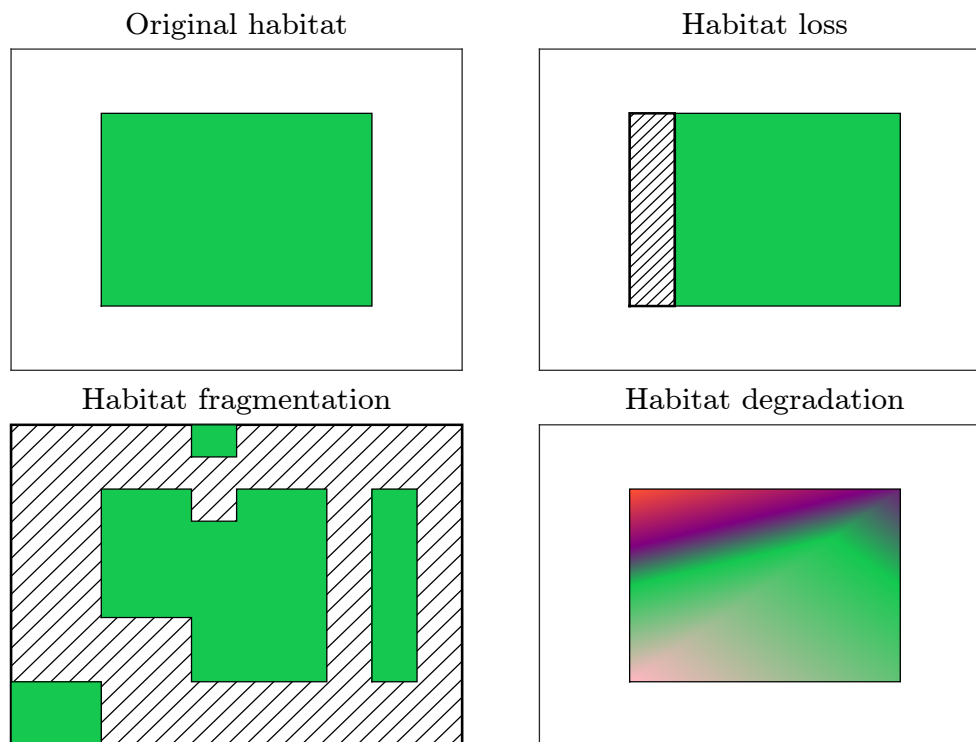 Original habitat
Habitat loss
Habitat fragmentation
Habitat degradation